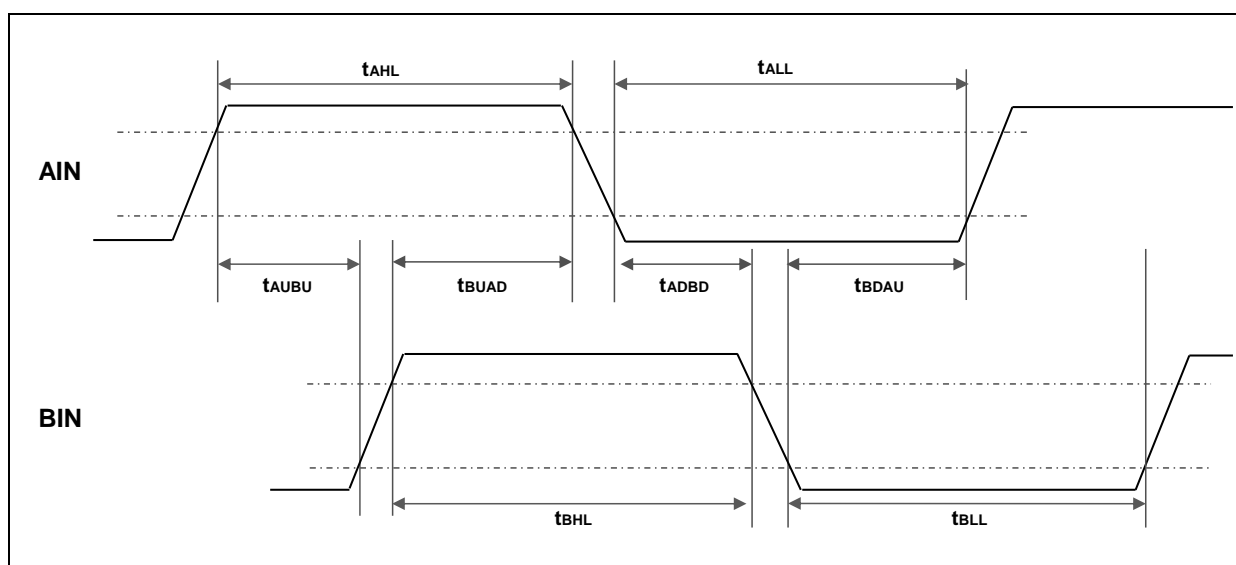 tAHL
tALL
AIN
tAUBU
tBUAD
tADBD
tBDAU
BIN
tBHL
tBLL